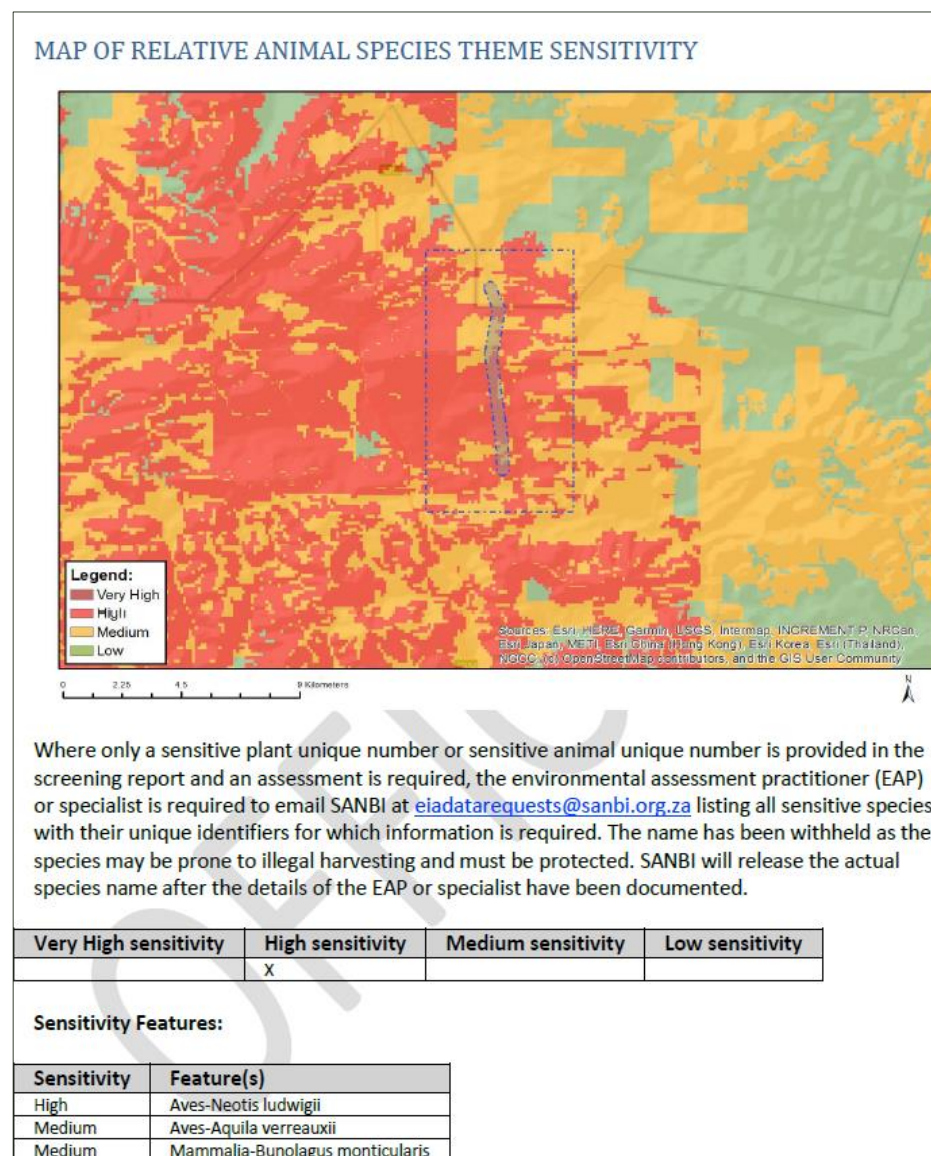 MAP OF RELATIVE ANIMAL SPECIES THEME SENSITIVITY
Legend:
Very High
High
Medium
Low
Sources: Esri, HERE, Garmin, USGS, Intermap, INCREMENT P, NRCan,
Esri Japan, METI, Esri China (Hong Kong), Esri Korea, Esri (Thailand),
NGCC, (c) OpenStreetMap contributors, and the GIS User Community
0 2.25 4.5 9 Kilometers
N
Where only a sensitive plant unique number or sensitive animal unique number is provided in the
screening report and an assessment is required, the environmental assessment practitioner (EAP)
or specialist is required to email SANBI at eiadatarequests@sanbi.org.za listing all sensitive species
with their unique identifiers for which information is required. The name has been withheld as the
species may be prone to illegal harvesting and must be protected. SANBI will release the actual
species name after the details of the EAP or specialist have been documented.
Very High sensitivity High sensitivity Medium sensitivity Low sensitivity
X
Sensitivity Features:
Sensitivity Feature(s)
High Aves-Neotis ludwigii
Medium Aves-Aquila verreauxii
Medium Mammalia-Bunolagus monticularis
OFFIC